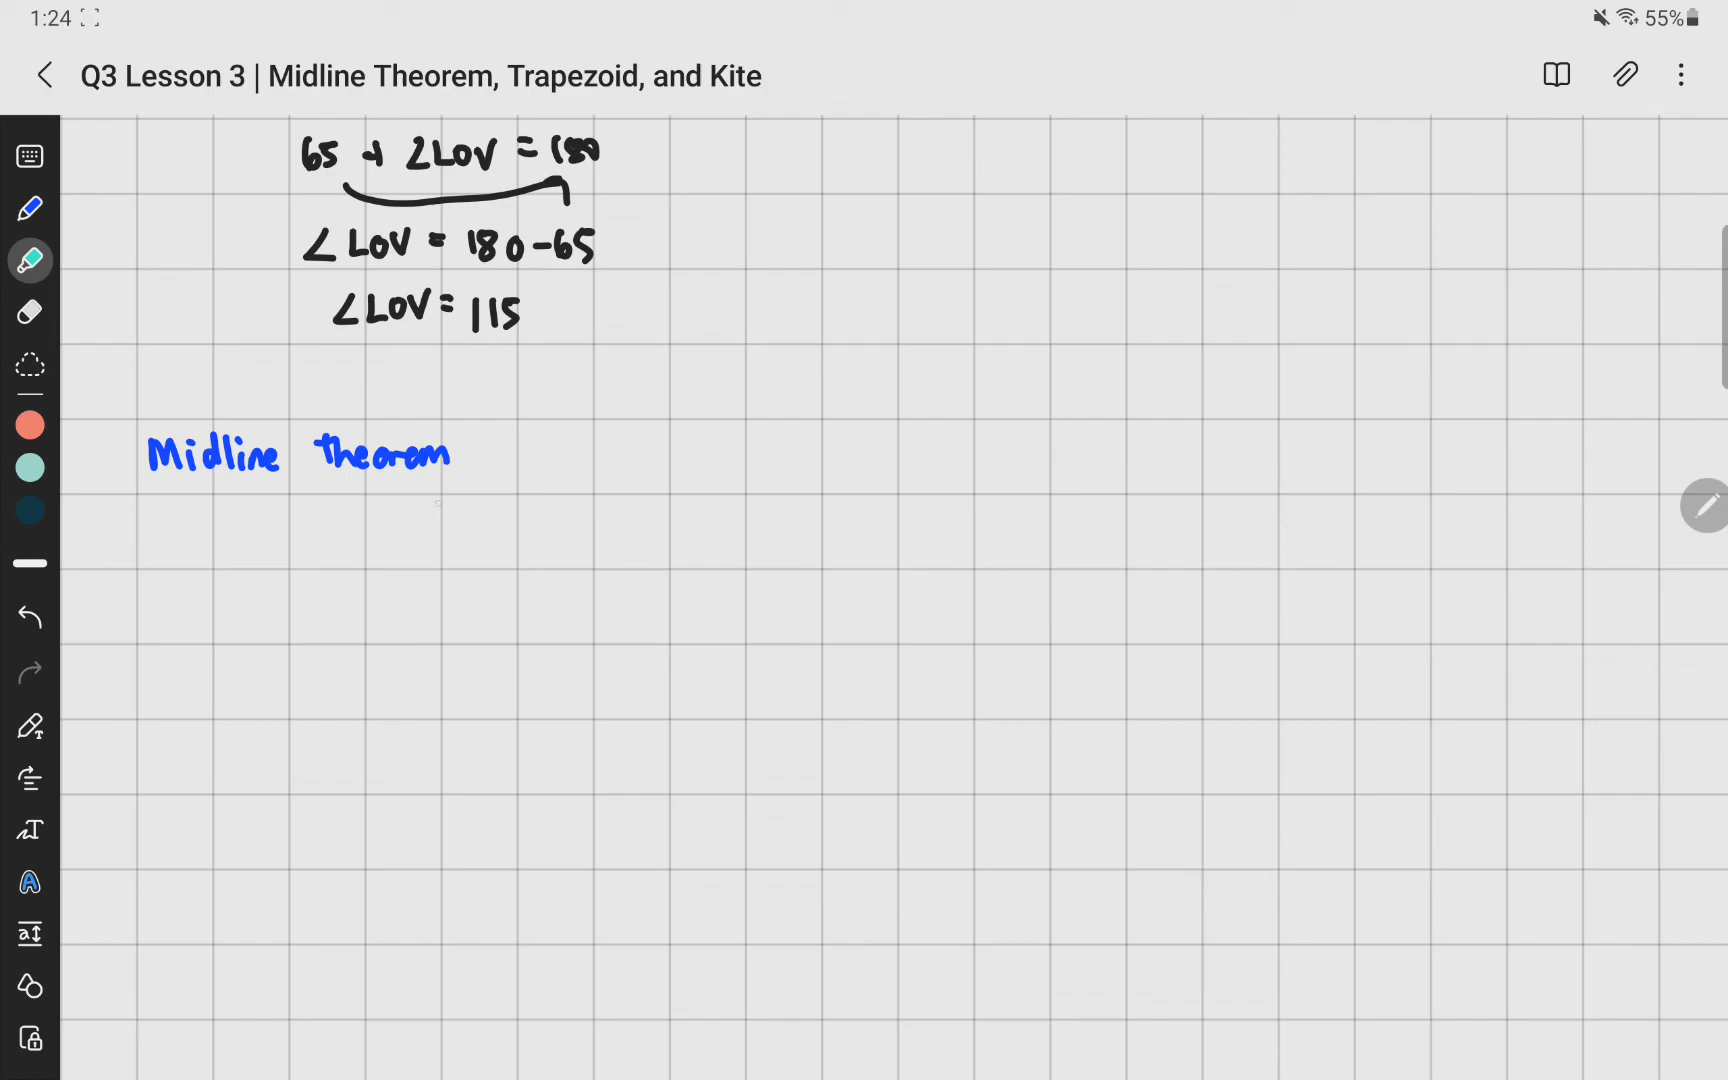 1:24
55%
Q3 Lesson 3 | Midline Theorem, Trapezoid, and Kite
65 + ∠LOV = 180
∠LOV = 180-65
∠LOV = 115
Midline theorem